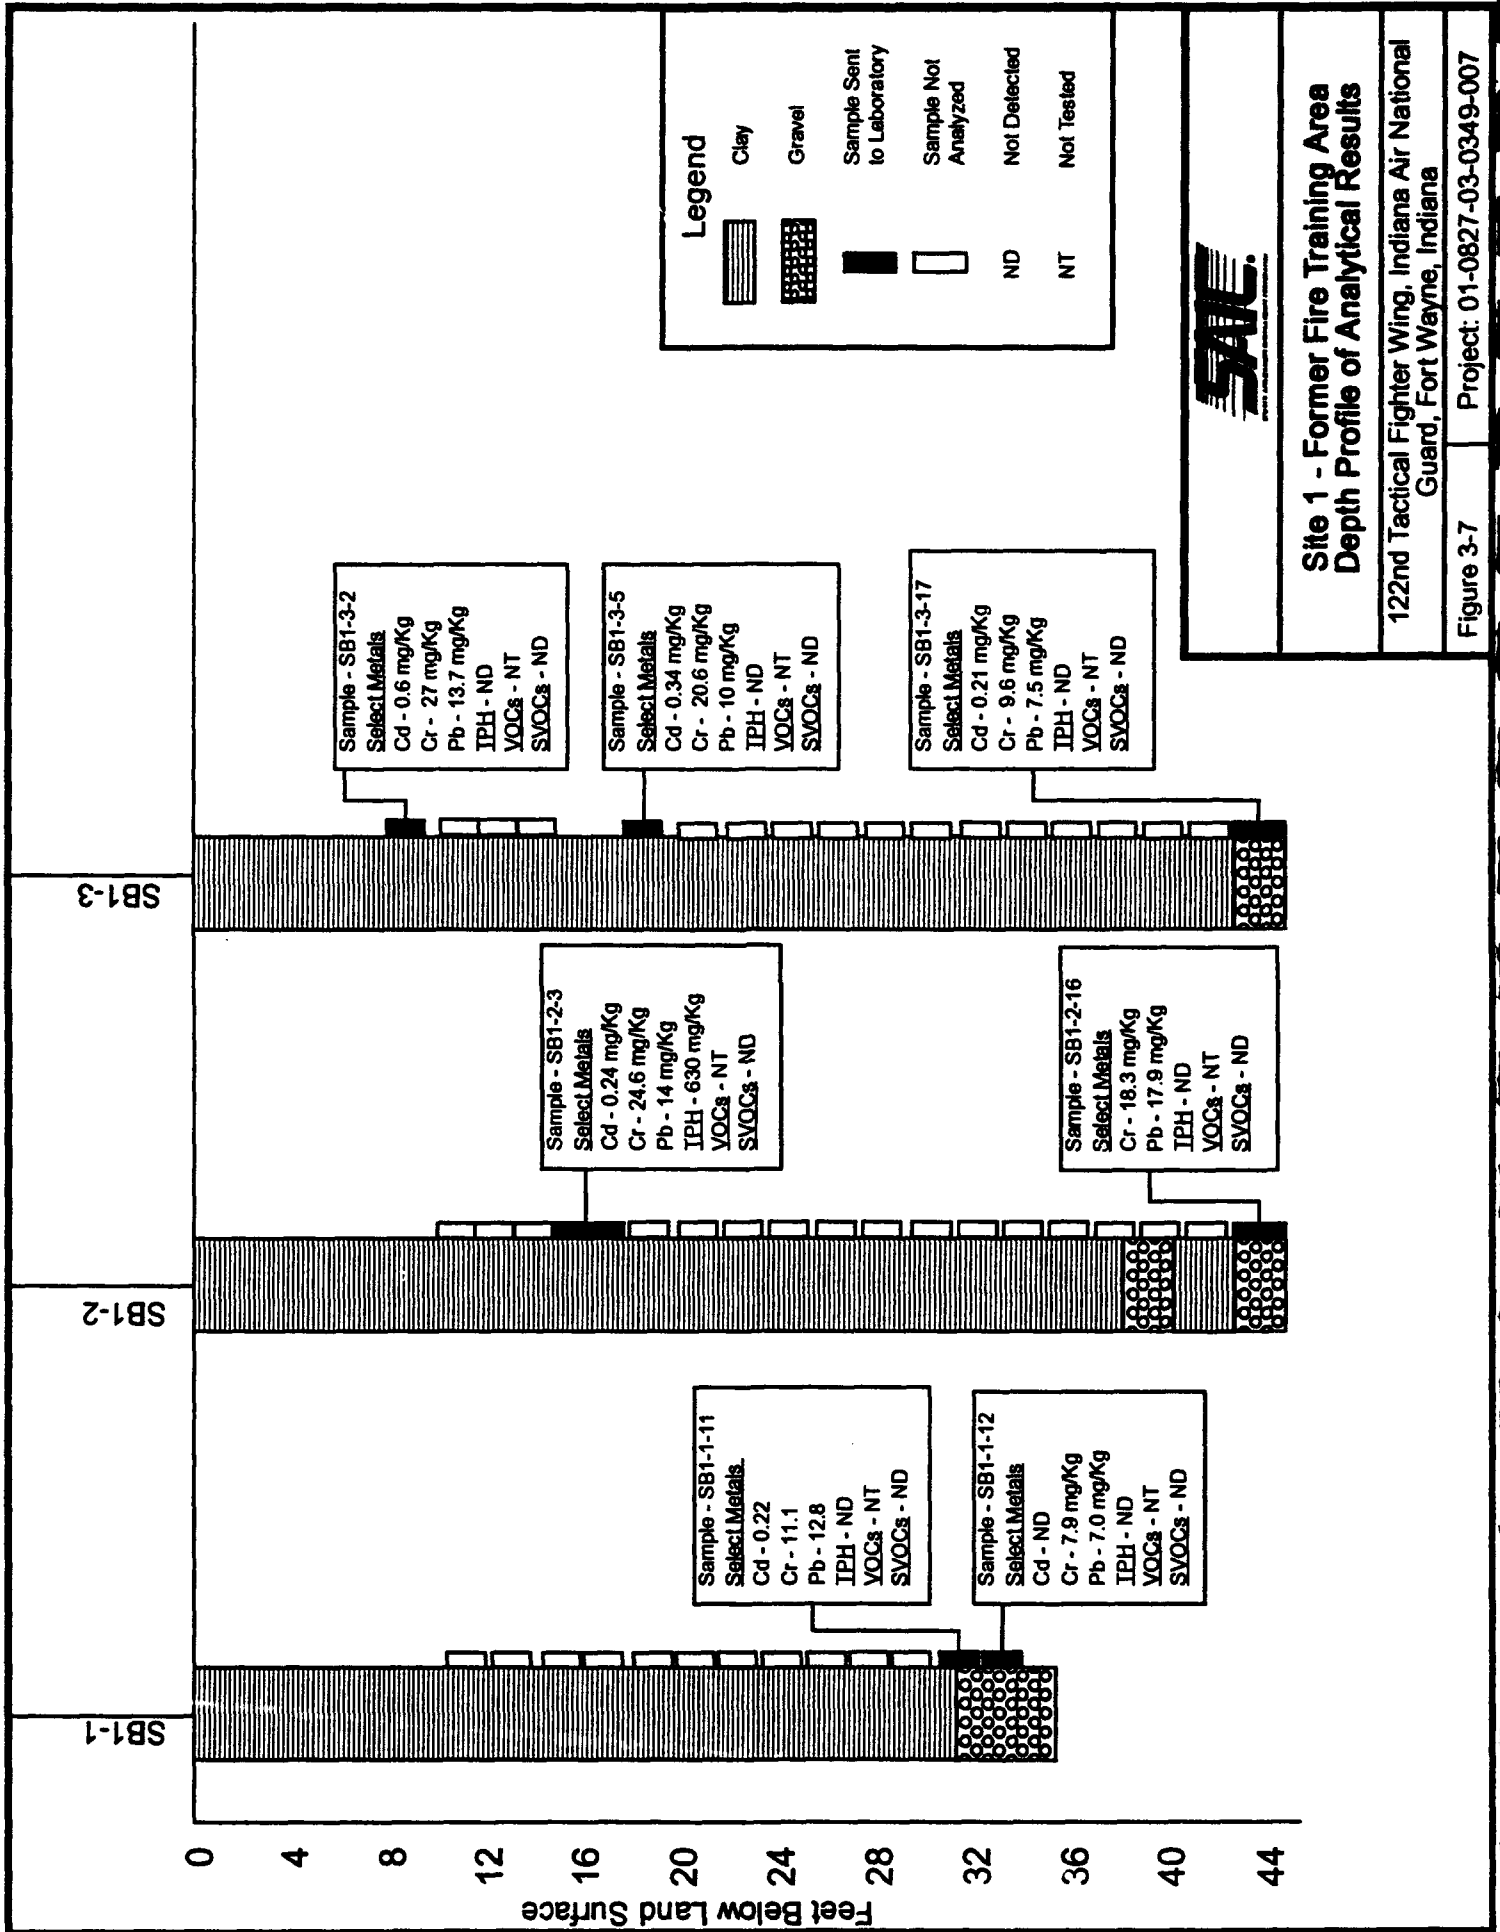 SB1-1
SB1-2
SB1-3
Feet Below Land Surface
0
4
8
12
16
20
24
28
32
36
40
44
Sample - SB1-1-11
Select Metals
Cd - 0.22
Cr - 11.1
Pb - 12.8
TPH - ND
VOCs - NT
SVOCs - ND
Sample - SB1-1-12
Select Metals
Cd - ND
Cr - 7.9 mg/Kg
Pb - 7.0 mg/Kg
TPH - ND
VOCs - NT
SVOCs - ND
Sample - SB1-2-3
Select Metals
Cd - 0.24 mg/Kg
Cr - 24.6 mg/Kg
Pb - 14 mg/Kg
TPH - 630 mg/Kg
VOCs - NT
SVOCs - ND
Sample - SB1-2-16
Select Metals
Cr - 18.3 mg/Kg
Pb - 17.9 mg/Kg
TPH - ND
VOCs - NT
SVOCs - ND
Sample - SB1-3-2
Select Metals
Cd - 0.6 mg/Kg
Cr - 27 mg/Kg
Pb - 13.7 mg/Kg
TPH - ND
VOCs - NT
SVOCs - ND
Sample - SB1-3-5
Select Metals
Cd - 0.34 mg/Kg
Cr - 20.6 mg/Kg
Pb - 10 mg/Kg
TPH - ND
VOCs - NT
SVOCs - ND
Sample - SB1-3-17
Select Metals
Cd - 0.21 mg/Kg
Cr - 9.6 mg/Kg
Pb - 7.5 mg/Kg
TPH - ND
VOCs - NT
SVOCs - ND
Legend
Clay
Gravel
Sample Sent
to Laboratory
Sample Not
Analyzed
ND Not Detected
NT Not Tested
SAIC.
Site 1 - Former Fire Training Area
Depth Profile of Analytical Results
122nd Tactical Fighter Wing, Indiana Air National
Guard, Fort Wayne, Indiana
Figure 3-7
Project: 01-0827-03-0349-007